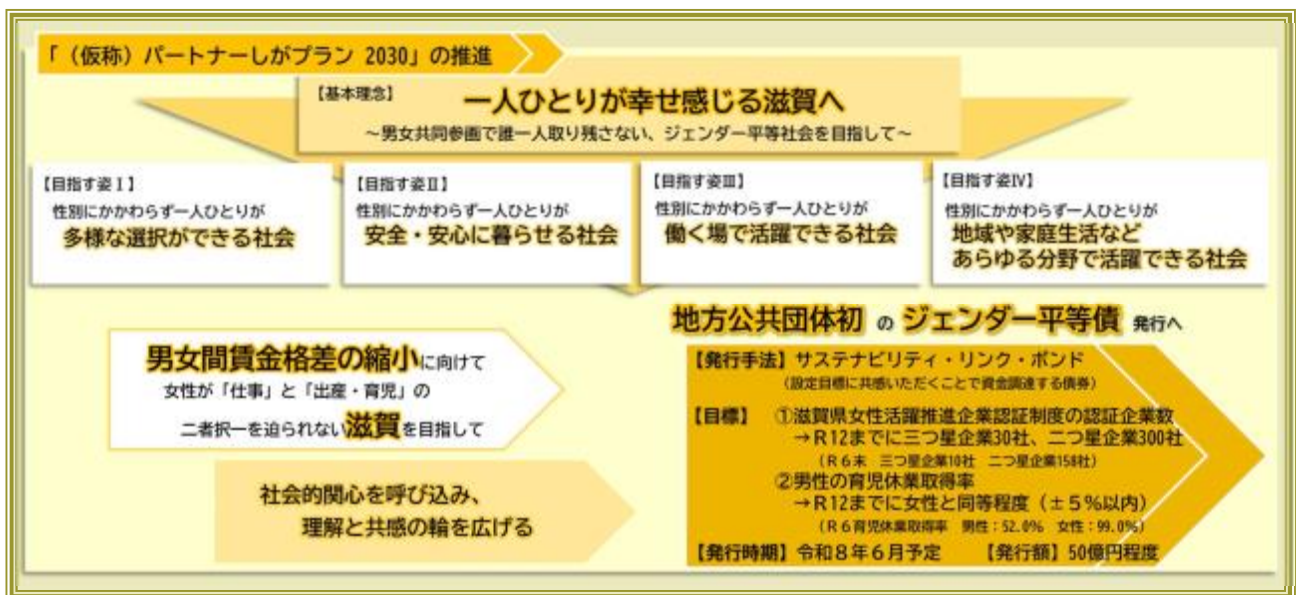 「（仮称）パートナーしがプラン 2030」の推進
【基本理念】 一人ひとりが幸せ感じる滋賀へ
～男女共同参画で誰一人取り残さない、ジェンダー平等社会を目指して～
【目指す姿Ⅰ】
性別にかかわらず一人ひとりが
多様な選択ができる社会
【目指す姿Ⅱ】
性別にかかわらず一人ひとりが
安全・安心に暮らせる社会
【目指す姿Ⅲ】
性別にかかわらず一人ひとりが
働く場で活躍できる社会
【目指す姿Ⅳ】
性別にかかわらず一人ひとりが
地域や家庭生活など
あらゆる分野で活躍できる社会
男女間賃金格差の縮小に向けて
女性が「仕事」と「出産・育児」の
二者択一を迫られない滋賀を目指して
社会的関心を呼び込み、
理解と共感の輪を広げる
地方公共団体初 の ジェンダー平等債 発行へ
【発行手法】サステナビリティ・リンク・ボンド
（設定目標に共感いただくことで資金調達する債券）
【目標】 ①滋賀県女性活躍推進企業認証制度の認証企業数
→R12までに三つ星企業30社、二つ星企業300社
（R６末 三つ星企業10社 二つ星企業158社）
②男性の育児休業取得率
→R12までに女性と同等程度（±５％以内）
（R６育児休業取得率 男性：52.0% 女性：99.0%）
【発行時期】令和８年６月予定 【発行額】50億円程度